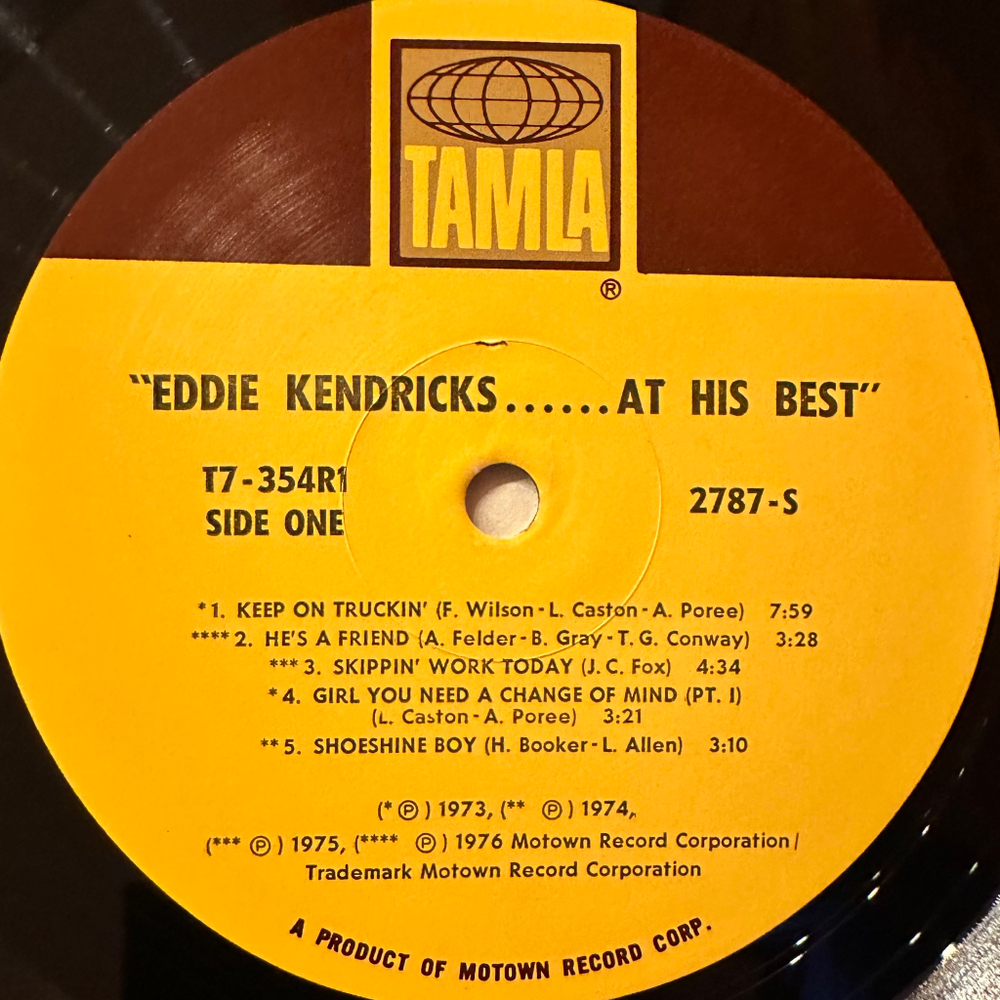 TAMLA
®
"EDDIE KENDRICKS......AT HIS BEST"
T7-354R1
SIDE ONE
2787-S
*1. KEEP ON TRUCKIN' (F. Wilson-L. Caston-A. Poree) 7:59
****2. HE'S A FRIEND (A. Felder-B. Gray-T. G. Conway) 3:28
***3. SKIPPIN' WORK TODAY (J. C. Fox) 4:34
*4. GIRL YOU NEED A CHANGE OF MIND (PT. I)
(L. Caston-A. Poree) 3:21
**5. SHOESHINE BOY (H. Booker-L. Allen) 3:10
(* ℗) 1973, (** ℗) 1974,
(*** ℗) 1975, (**** ℗) 1976 Motown Record Corporation/
Trademark Motown Record Corporation
A PRODUCT OF MOTOWN RECORD CORP.